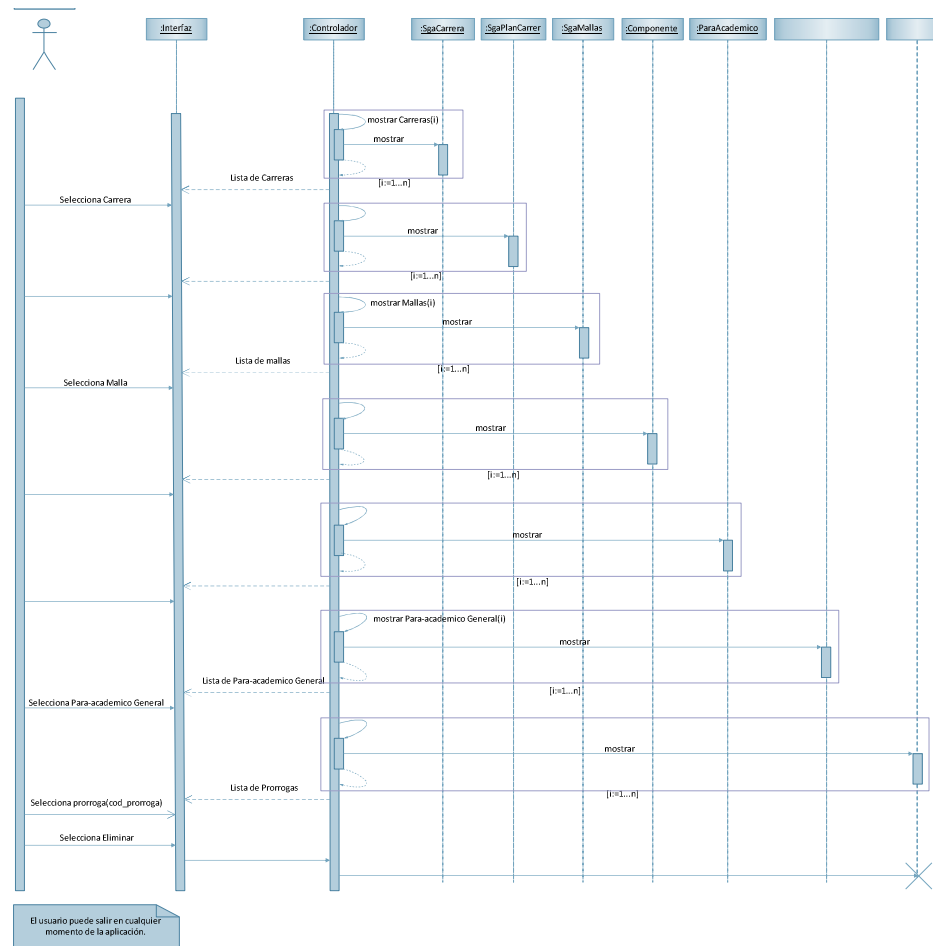 :Interfaz
:Controlador
:SgaCarrera
:SgaPlanCarrer
:SgaMallas
:Componente
:ParaAcademico
mostrar Carreras(i)
mostrar
Lista de Carreras
[i:=1...n]
Selecciona Carrera
mostrar
[i:=1...n]
mostrar Mallas(i)
mostrar
Lista de mallas
[i:=1...n]
Selecciona Malla
mostrar
[i:=1...n]
mostrar
[i:=1...n]
mostrar Para-academico General(i)
mostrar
Lista de Para-academico General
[i:=1...n]
Selecciona Para-academico General
mostrar
Lista de Prorrogas
[i:=1...n]
Selecciona prorroga(cod_prorroga)
Selecciona Eliminar
El usuario puede salir en cualquier
momento de la aplicación.